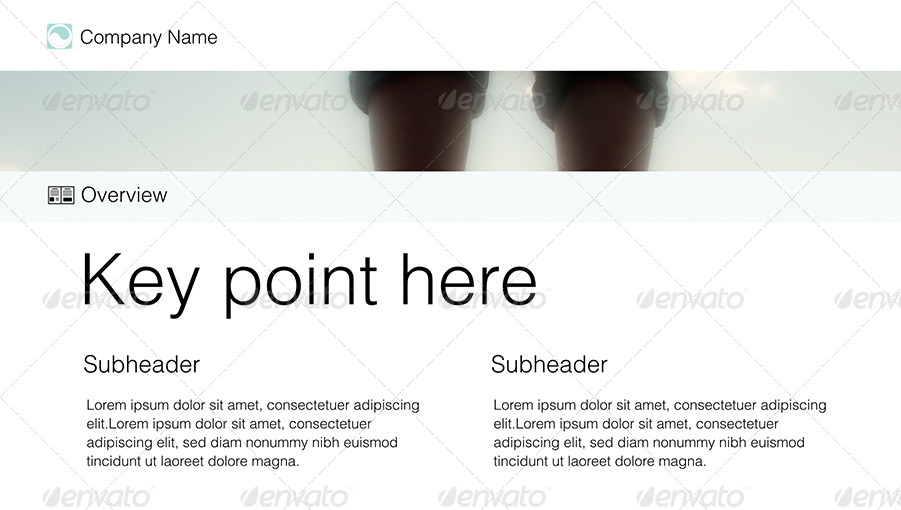 Company Name
envato envato envato envato envato
Overview
Key point here
envato envato envato envato envato
Subheader Subheader
Lorem ipsum dolor sit amet, consectetuer adipiscing
elit.Lorem ipsum dolor sit amet, consectetuer
adipiscing elit, sed diam nonummy nibh euismod
tincidunt ut laoreet dolore magna.
Lorem ipsum dolor sit amet, consectetuer adipiscing
elit.Lorem ipsum dolor sit amet, consectetuer
adipiscing elit, sed diam nonummy nibh euismod
tincidunt ut laoreet dolore magna.
envato envato envato envato envato